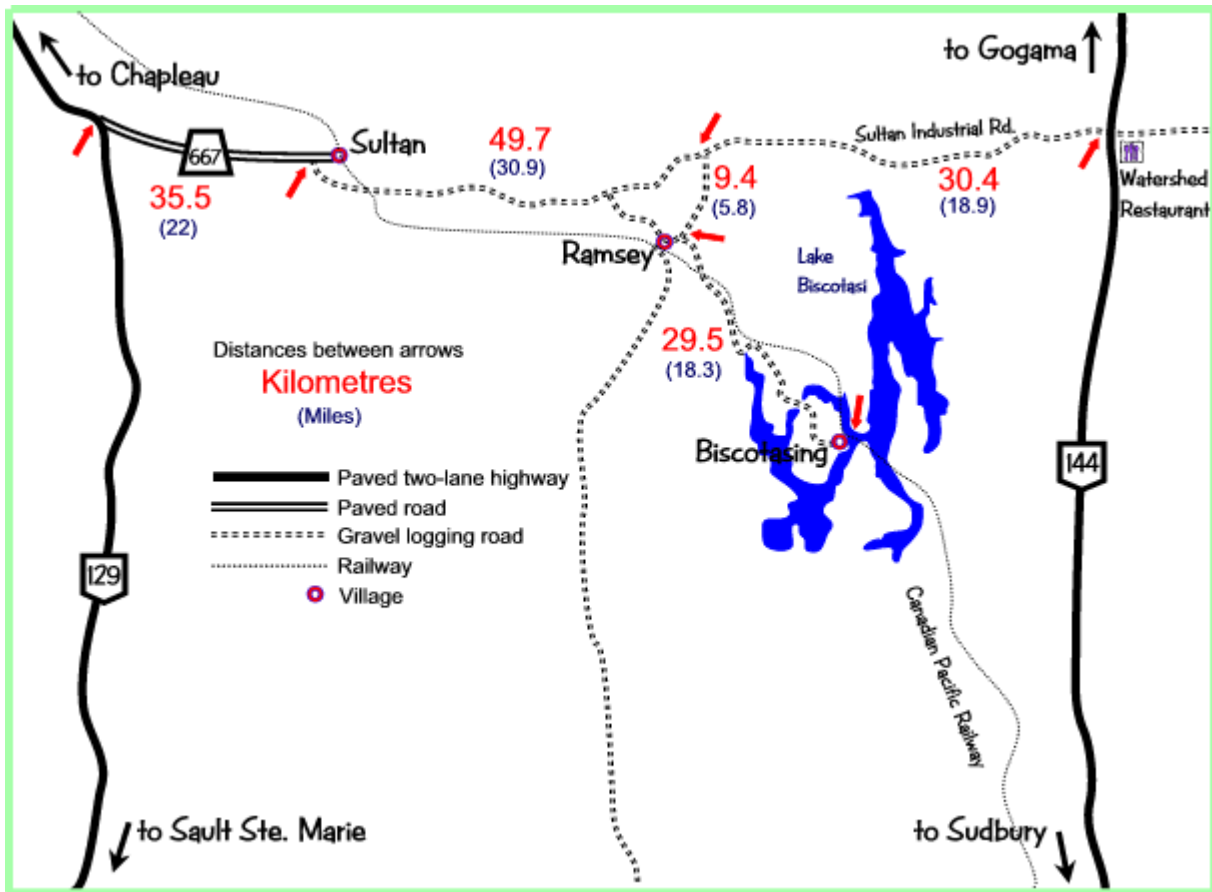 to Chapleau
to Gogama
667
Sultan
49.7
(30.9)
Sultan Industrial Rd.
35.5
(22)
9.4
(5.8)
30.4
(18.9)
Watershed
Restaurant
Ramsey
Lake
Biscotasi
29.5
(18.3)
Distances between arrows
Kilometres
(Miles)
Biscotasing
144
Paved two-lane highway
Paved road
Gravel logging road
Railway
Village
129
Canadian Pacific Railway
to Sault Ste. Marie
to Sudbury